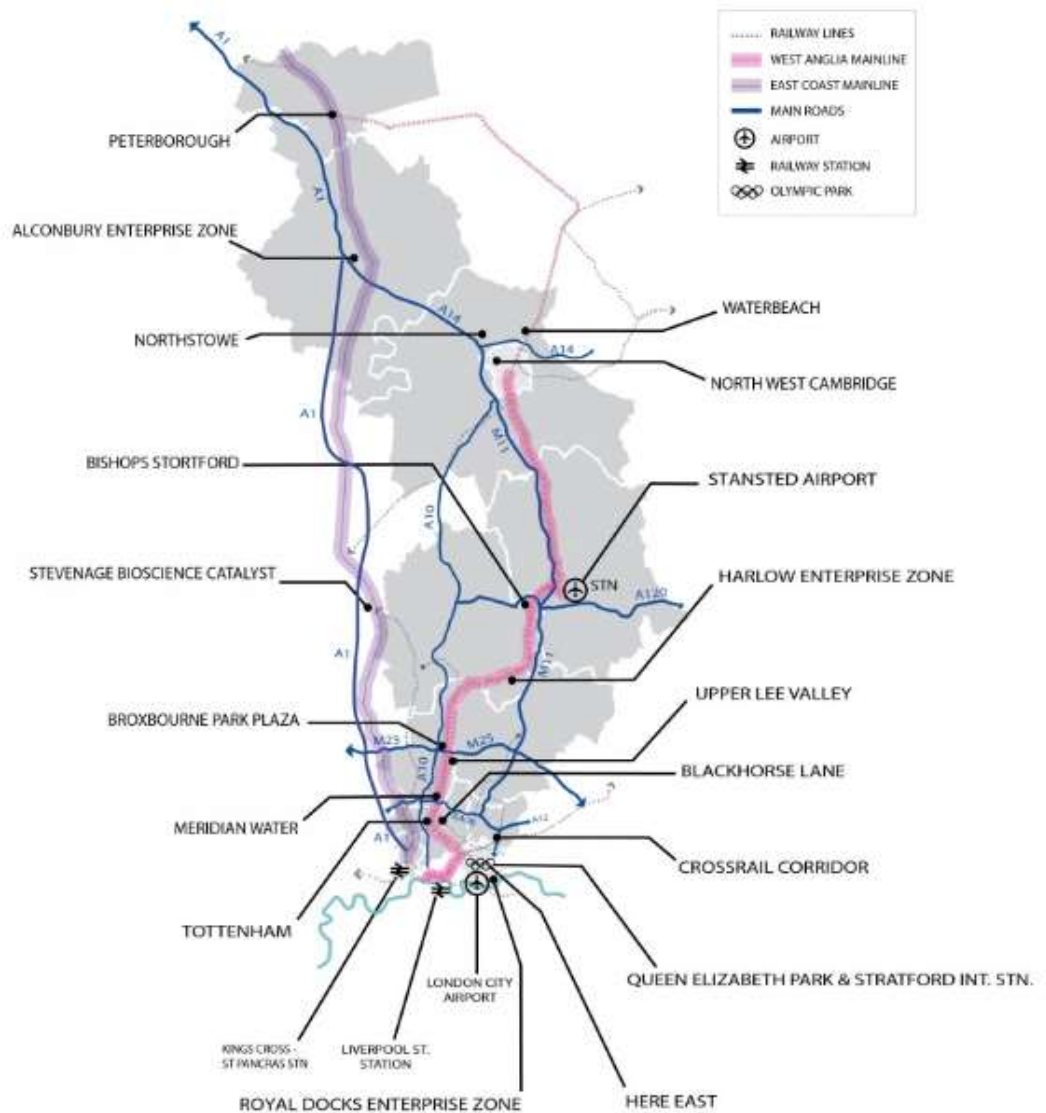 RAILWAY LINES
WEST ANGLIA MAINLINE
EAST COAST MAINLINE
MAIN ROADS
AIRPORT
RAILWAY STATION
OLYMPIC PARK
A1
PETERBOROUGH
A1
ALCONBURY ENTERPRISE ZONE
A14
WATERBEACH
NORTHSTOWE
A14
NORTH WEST CAMBRIDGE
A1
M11
BISHOPS STORTFORD
STANSTED AIRPORT
A10
STEVENAGE BIOSCIENCE CATALYST
STN
HARLOW ENTERPRISE ZONE
A120
A1
M11
UPPER LEE VALLEY
BROXBOURNE PARK PLAZA
M25
M25
A10
BLACKHORSE LANE
MERIDIAN WATER
A12
A1
CROSSRAIL CORRIDOR
TOTTENHAM
QUEEN ELIZABETH PARK & STRATFORD INT. STN.
LONDON CITY
AIRPORT
KINGS CROSS -
ST PANCRAS STN
LIVERPOOL ST.
STATION
ROYAL DOCKS ENTERPRISE ZONE
HERE EAST